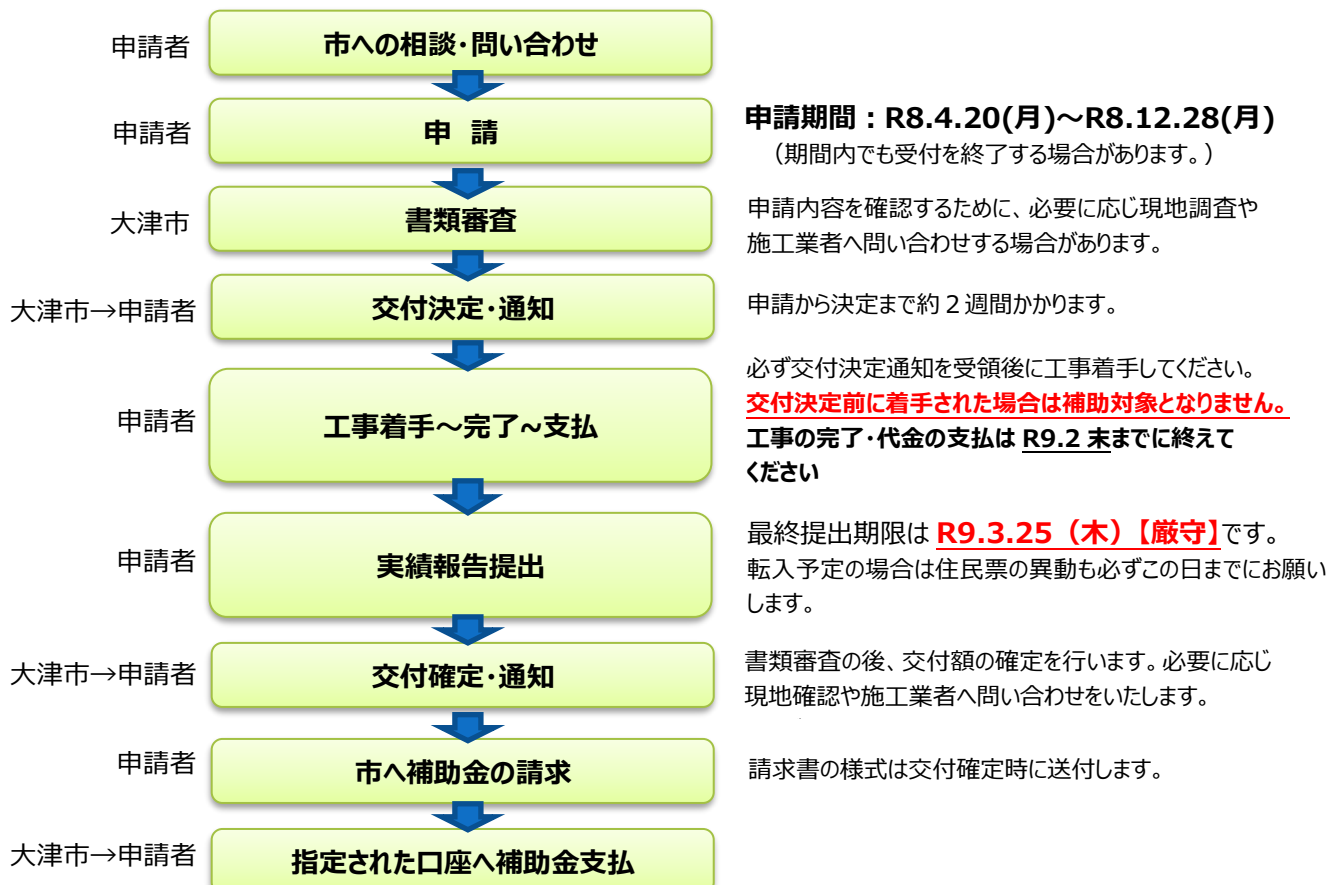 申請者
市への相談・問い合わせ
申請者
申 請
申請期間：R8.4.20(月)～R8.12.28(月)
（期間内でも受付を終了する場合があります。）
大津市
書類審査
申請内容を確認するために、必要に応じ現地調査や
施工業者へ問い合わせする場合があります。
大津市→申請者
交付決定・通知
申請から決定まで約２週間かかります。
申請者
工事着手～完了~支払
必ず交付決定通知を受領後に工事着手してください。
交付決定前に着手された場合は補助対象となりません。
工事の完了・代金の支払は R9.2 末までに終えて
ください
申請者
実績報告提出
最終提出期限は R9.3.25（木）【厳守】です。
転入予定の場合は住民票の異動も必ずこの日までにお願い
します。
大津市→申請者
交付確定・通知
書類審査の後、交付額の確定を行います。必要に応じ
現地確認や施工業者へ問い合わせをいたします。
申請者
市へ補助金の請求
請求書の様式は交付確定時に送付します。
大津市→申請者
指定された口座へ補助金支払